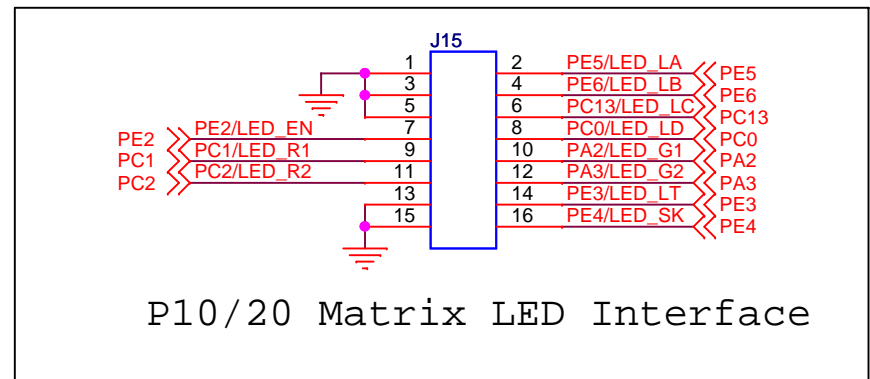 J15
1 2 PE5/LED_LA PE5
3 4 PE6/LED_LB PE6
5 6 PC13/LED_LC PC13
PE2 PE2/LED_EN 7 8 PC0/LED_LD PC0
PC1 PC1/LED_R1 9 10 PA2/LED_G1 PA2
PC2 PC2/LED_R2 11 12 PA3/LED_G2 PA3
13 14 PE3/LED_LT PE3
15 16 PE4/LED_SK PE4
P10/20 Matrix LED Interface